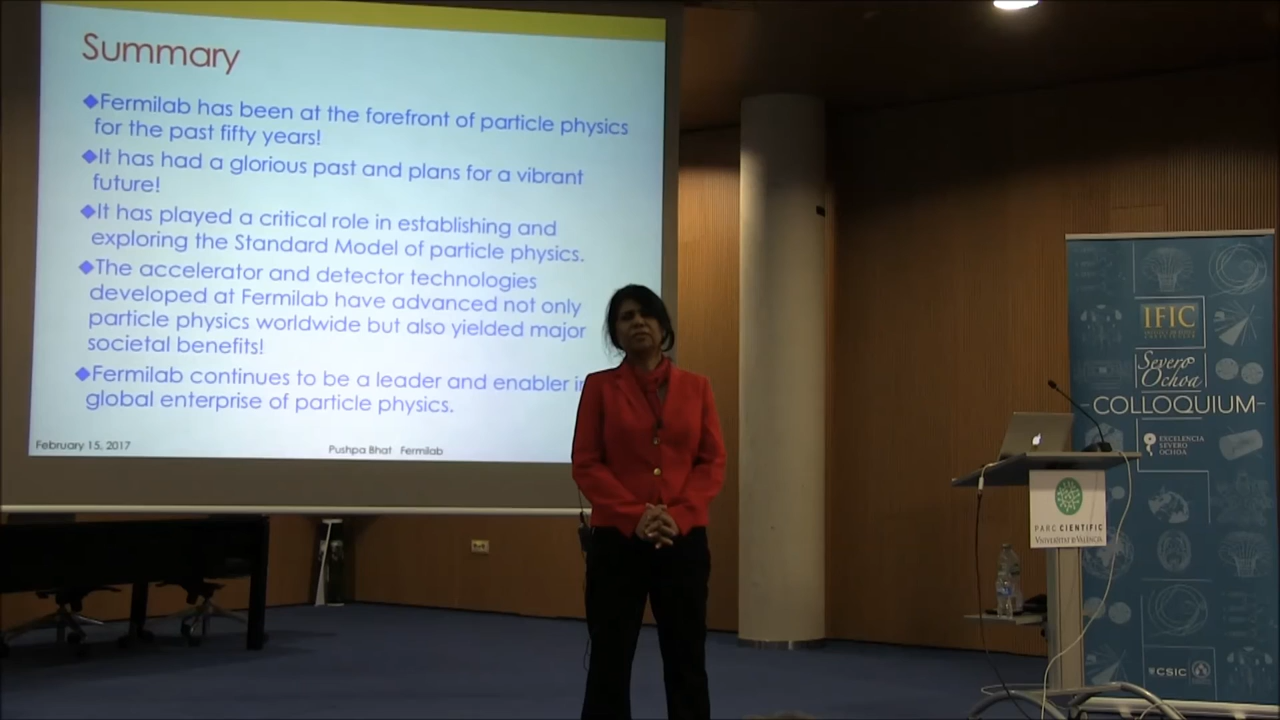 Summary
◆Fermilab has been at the forefront of particle physics
for the past fifty years!
◆It has had a glorious past and plans for a vibrant
future!
◆It has played a critical role in establishing and
exploring the Standard Model of particle physics.
◆The accelerator and detector technologies
developed at Fermilab have advanced not only
particle physics worldwide but also yielded major
societal benefits!
◆Fermilab continues to be a leader and enabler in
global enterprise of particle physics.
February 15, 2017
Pushpa Bhat Fermilab
IFIC
Severo
Ochoa
-COLLOQUIUM-
EXCELENCIA
SEVERO
OCHOA
PARC CIENTIFIC
VNIVERSITAT D VALÈNCIA
CSIC